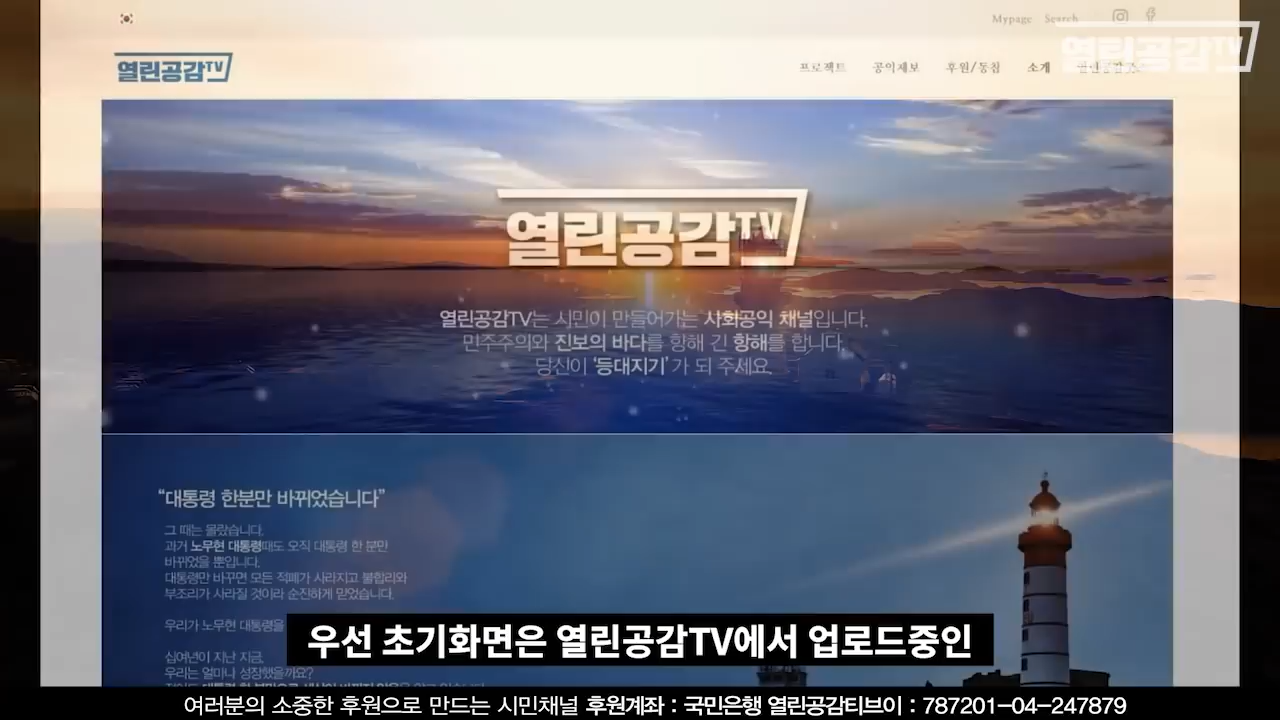 Mypage Search
열린공감TV
프로젝트 공익제보 후원/동참 소개
열린공감TV
열린공감TV
열린공감TV는 시민이 만들어가는 사회공익 채널입니다.
민주주의와 진보의 바다를 향해 긴 항해를 합니다.
당신이 '등대지기'가 되 주세요.
“대통령 한분만 바뀌었습니다”
그 때는 몰랐습니다.
과거 노무현 대통령때도 오직 대통령 한 분만
바뀌었을 뿐입니다.
대통령만 바꾸면 모든 적폐가 사라지고 불합리와
부조리가 사라질 것이라 순진하게 믿었습니다.
우리가 노무현 대통령을
십여년이 지난 지금,
우리는 얼마나 성장했을까요?
우선 초기화면은 열린공감TV에서 업로드중인
여러분의 소중한 후원으로 만드는 시민채널 후원계좌 : 국민은행 열린공감티브이 : 787201-04-247879